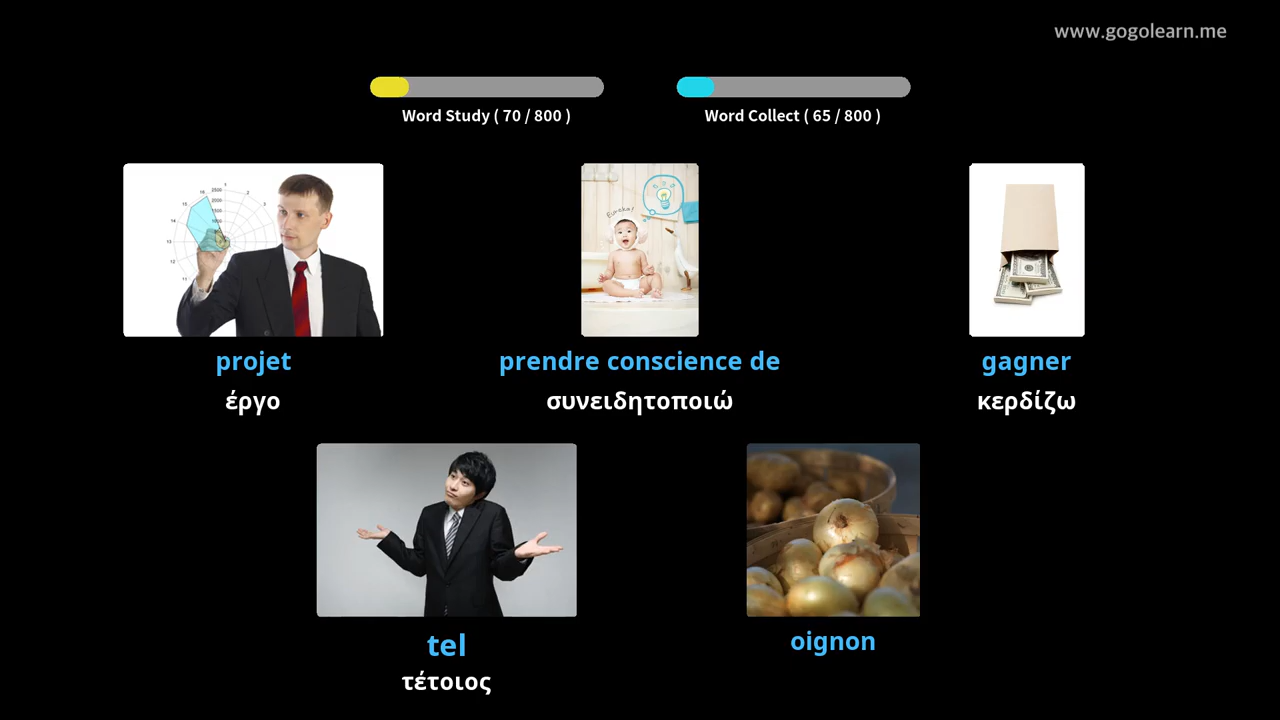 www.gogolearn.me
Word Study ( 70 / 800 )
Word Collect ( 65 / 800 )
Eureka!
projet
prendre conscience de
gagner
έργο
συνειδητοποιώ
κερδίζω
tel
oignon
τέτοιος